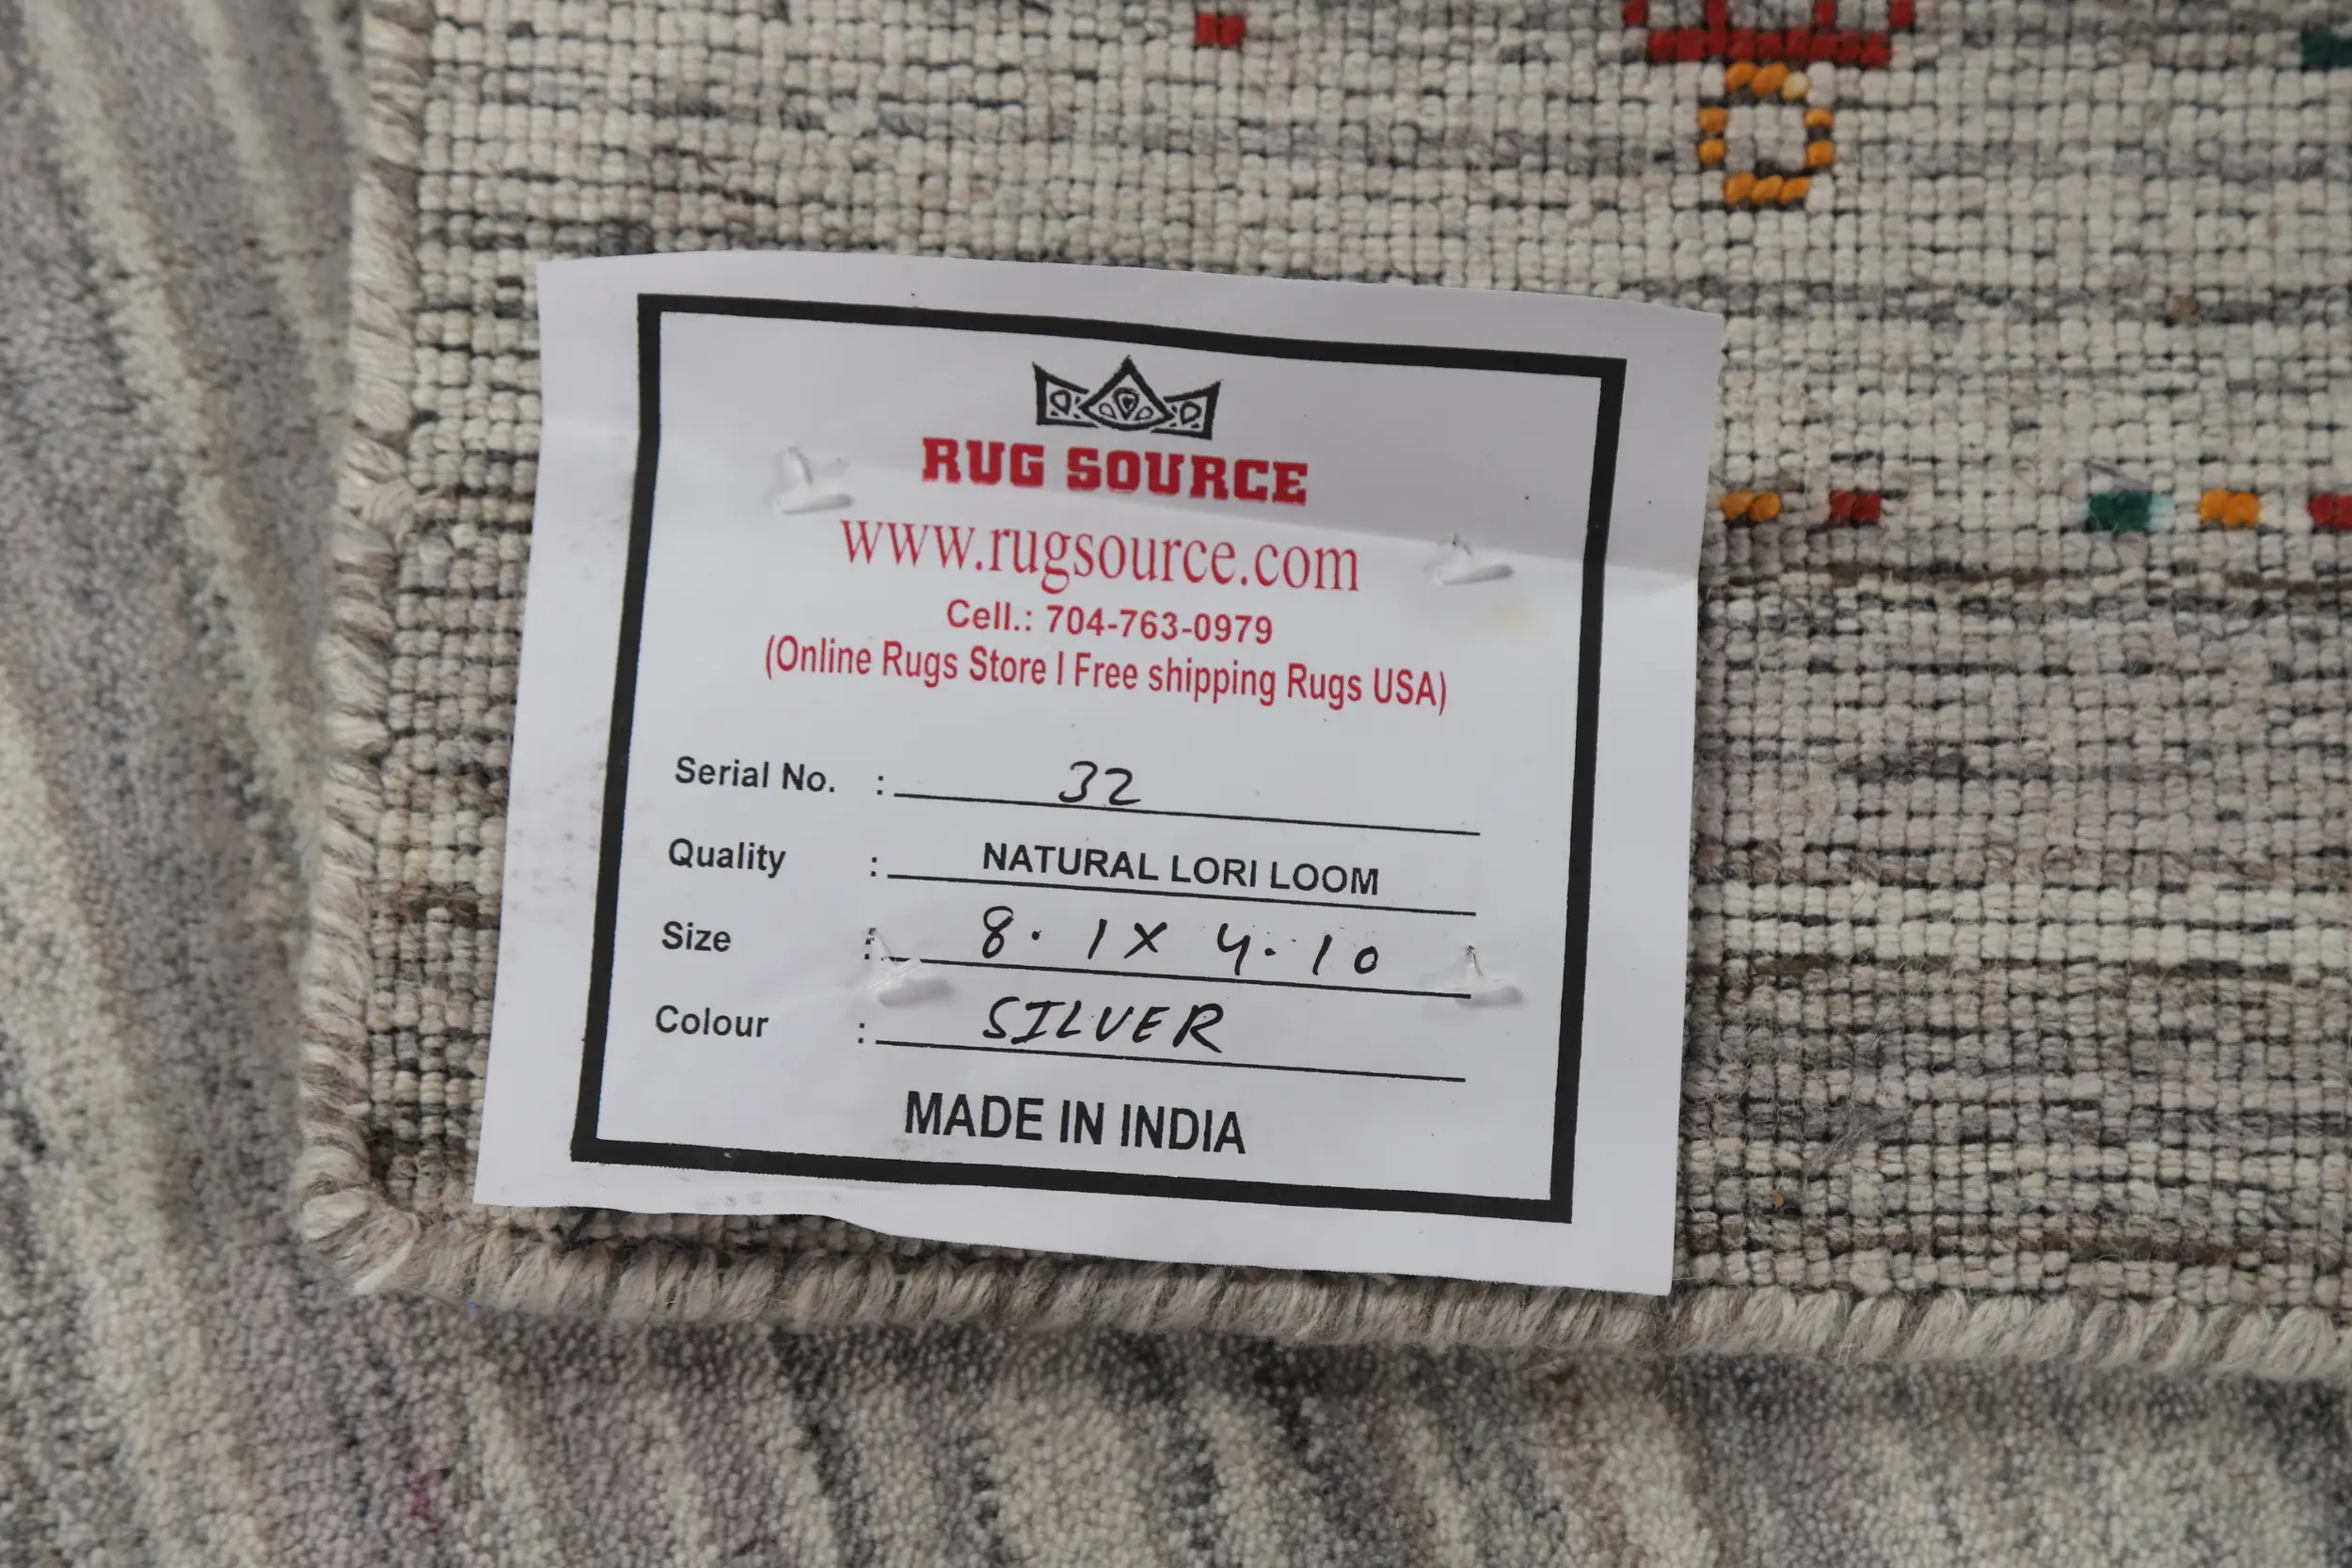 RUG SOURCE
www.rugsource.com
Cell.: 704-763-0979
(Online Rugs Store I Free shipping Rugs USA)
Serial No. : 32
Quality : NATURAL LORI LOOM
Size : 8.1X 4.10
Colour : SILVER
MADE IN INDIA